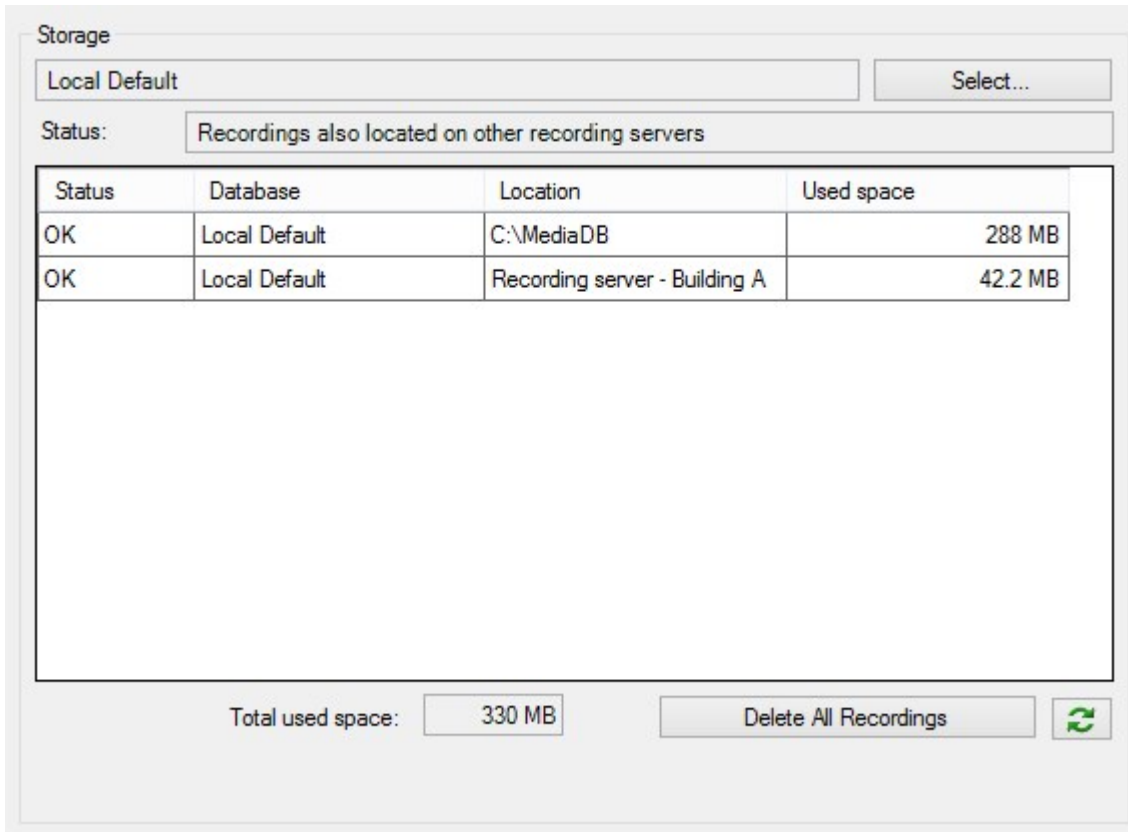 Storage
Local Default Select...
Status: Recordings also located on other recording servers
Status Database Location Used space
OK Local Default C:\MediaDB 288 MB
OK Local Default Recording server - Building A 42.2 MB
Total used space: 330 MB Delete All Recordings